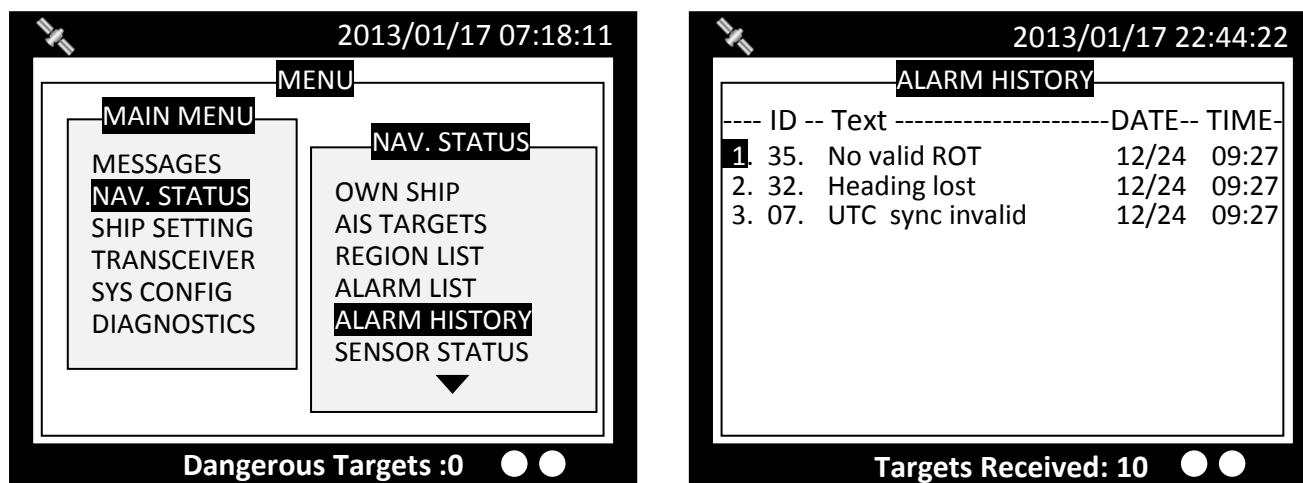 2013/01/17 07:18:11
MENU
MAIN MENU
MESSAGES
NAV. STATUS
SHIP SETTING
TRANSCEIVER
SYS CONFIG
DIAGNOSTICS
NAV. STATUS
OWN SHIP
AIS TARGETS
REGION LIST
ALARM LIST
ALARM HISTORY
SENSOR STATUS
Dangerous Targets :0
2013/01/17 22:44:22
ALARM HISTORY
---- ID -- Text ----------------------DATE-- TIME-
1. 35. No valid ROT 12/24 09:27
2. 32. Heading lost 12/24 09:27
3. 07. UTC sync invalid 12/24 09:27
Targets Received: 10